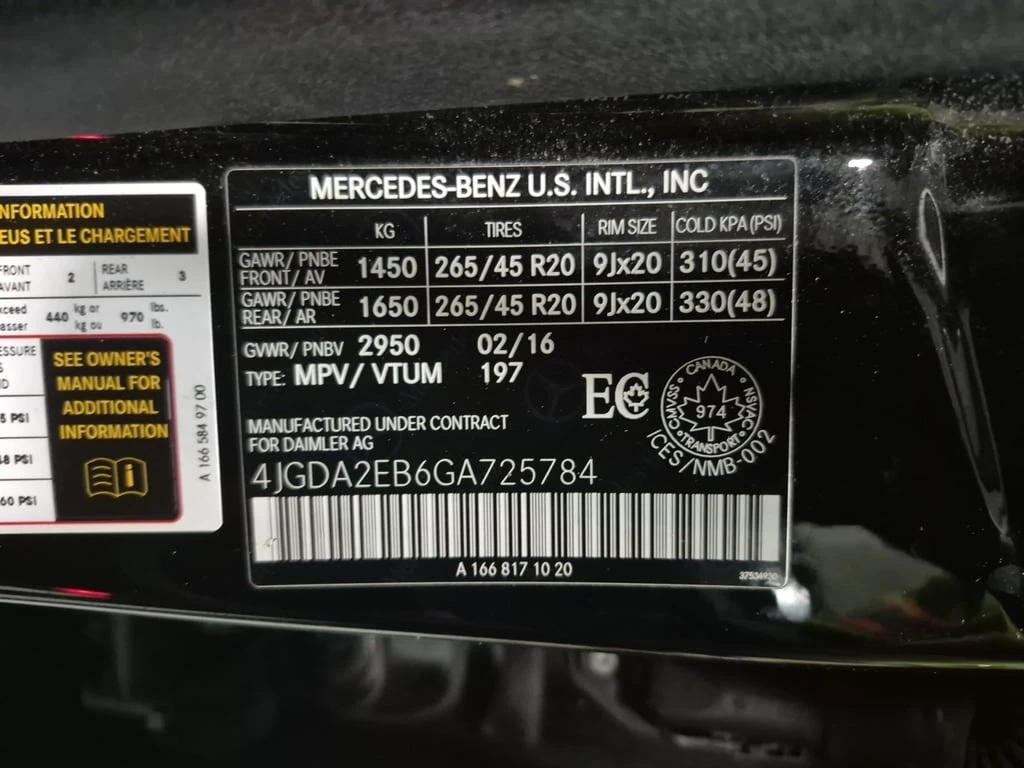 NFORMATION
EUS ET LE CHARGEMENT
FRONT 2 REAR 3
AVANT ARRIÈRE
xceed 440 kg or 970 lbs.
asser kg ou lb.
ESSURE
S
ND
5 PSI
48 PSI
60 PSI
SEE OWNER'S
MANUAL FOR
ADDITIONAL
INFORMATION
A 166 584 97 00
MERCEDES-BENZ U.S. INTL., INC
KG TIRES RIM SIZE COLD KPA (PSI)
GAWR/ PNBE FRONT/ AV 1450 265/45 R20 9Jx20 310(45)
GAWR/ PNBE REAR/ AR 1650 265/45 R20 9Jx20 330(48)
GVWR/ PNBV 2950 02/16
TYPE: MPV/ VTUM 197
MANUFACTURED UNDER CONTRACT
FOR DAIMLER AG
EC
CANADA
974
CMVSS NSVAC
TRANSPORT
ICES/NMB-002
4JGDA2EB6GA725784
A 166 817 10 20